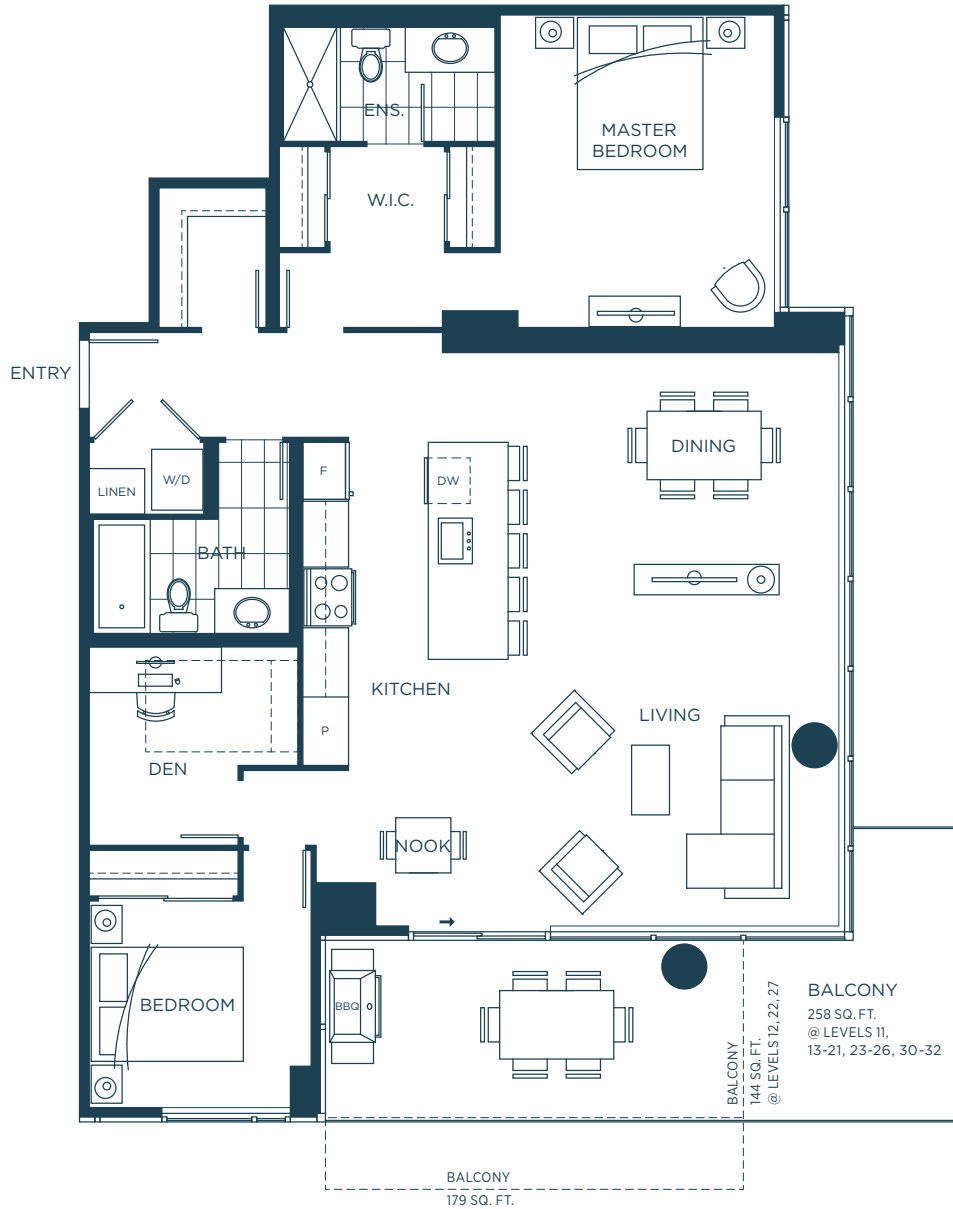 ENS.
MASTER
BEDROOM
W.I.C.
ENTRY
DINING
F
DW
W/D
LINEN
BATH
KITCHEN
LIVING
P
DEN
NOOK
BEDROOM
BBQ
BALCONY
258 SQ. FT.
@ LEVELS 11,
13-21, 23-26, 30-32
BALCONY
144 SQ. FT.
@ LEVELS 12, 22, 27
BALCONY
179 SQ. FT.